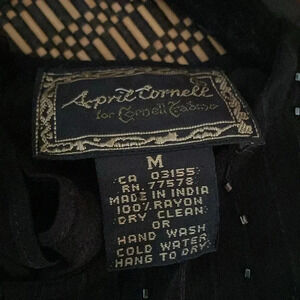 April Cornell
for Cornell Trading
M
CA 03155
RN. 77578
MADE IN INDIA
100% RAYON
DRY CLEAN
OR
HAND WASH
COLD WATER
HANG TO DRY